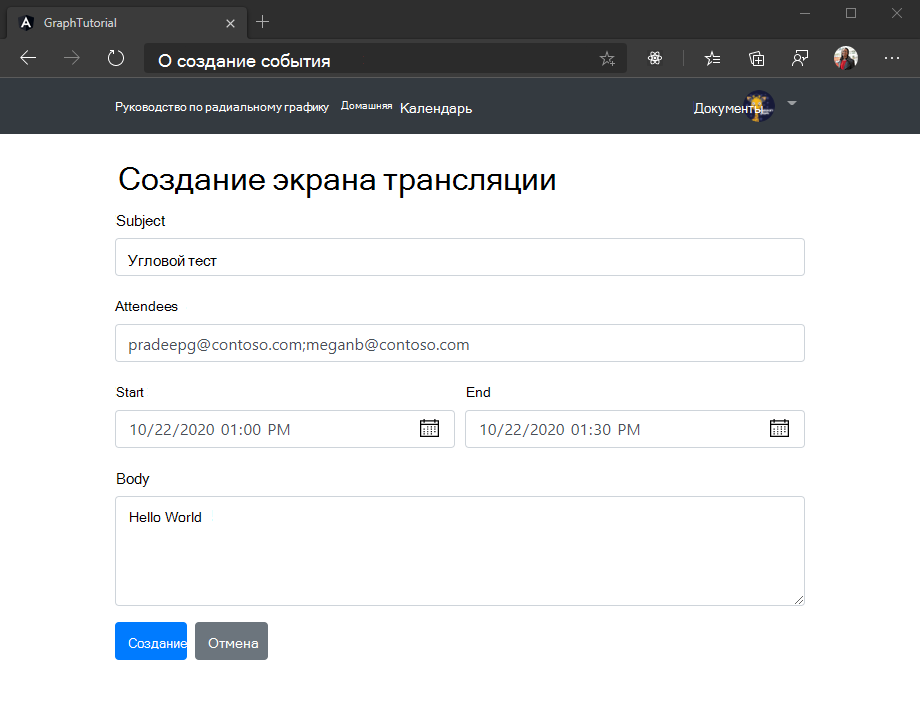 GraphTutorial
О создание события
Руководство по радиальному графику Домашняя Календарь Документы
Создание экрана трансляции
Subject
Угловой тест
Attendees
pradeepg@contoso.com;meganb@contoso.com
Start End
10/22/2020 01:00 PM 10/22/2020 01:30 PM
Body
Hello World
Создание Отмена